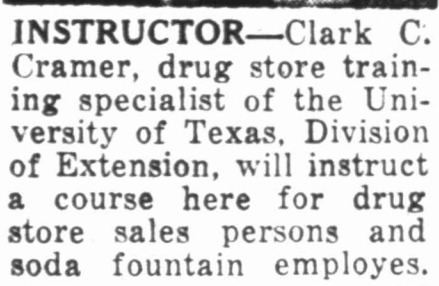 INSTRUCTOR—Clark C.
Cramer, drug store train-
ing specialist of the Uni-
versity of Texas, Division
of Extension, will instruct
a course here for drug
store sales persons and
soda fountain employes.